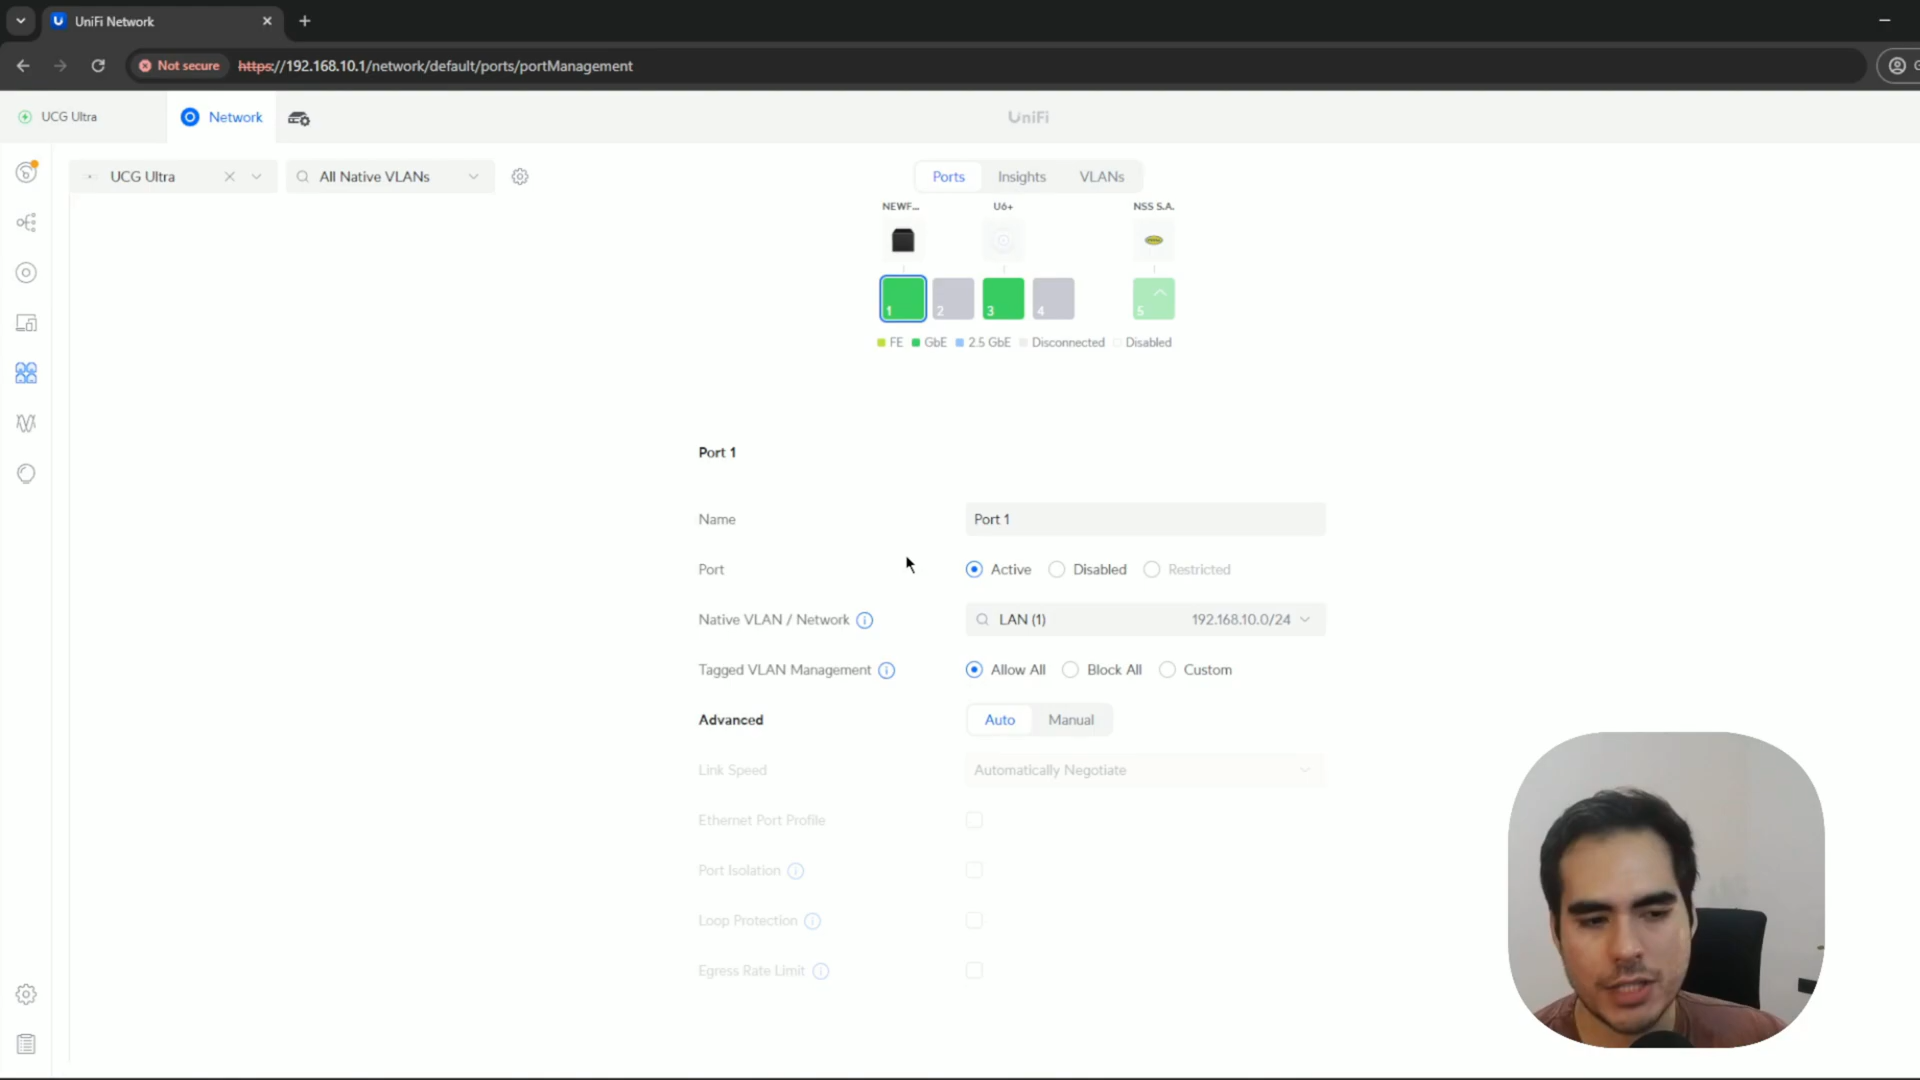 UniFi Network
Not secure
https://192.168.10.1/network/default/ports/portManagement
UCG Ultra
Network
UniFi
UCG Ultra
All Native VLANs
Ports
Insights
VLANs
NEWF...
U6+
NSS S.A.
1
2
3
4
5
FE
GbE
2.5 GbE
Disconnected
Disabled
Port 1
Name
Port 1
Port
Active
Disabled
Restricted
Native VLAN / Network
LAN (1)
192.168.10.0/24
Tagged VLAN Management
Allow All
Block All
Custom
Advanced
Auto
Manual
Link Speed
Automatically Negotiate
Ethernet Port Profile
Port Isolation
Loop Protection
Egress Rate Limit